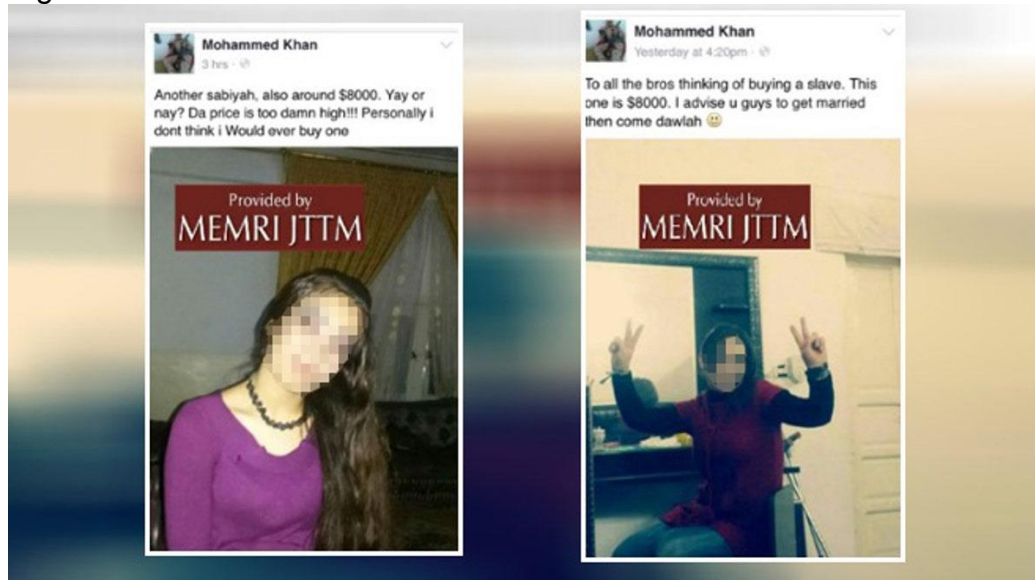 Mohammed Khan
3 hrs
Another sabiyah, also around $8000. Yay or
nay? Da price is too damn high!!! Personally i
dont think i Would ever buy one
Provided by
MEMRI JTTM
Mohammed Khan
Yesterday at 4:20pm
To all the bros thinking of buying a slave. This
one is $8000. I advise u guys to get married
then come dawlah
Provided by
MEMRI JTTM